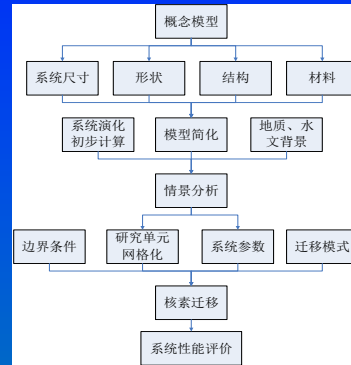 概念模型
系统尺寸
形状
结构
材料
系统演化
初步计算
模型简化
地质、水
文背景
情景分析
边界条件
研究单元
网格化
系统参数
迁移模式
核素迁移
系统性能评价